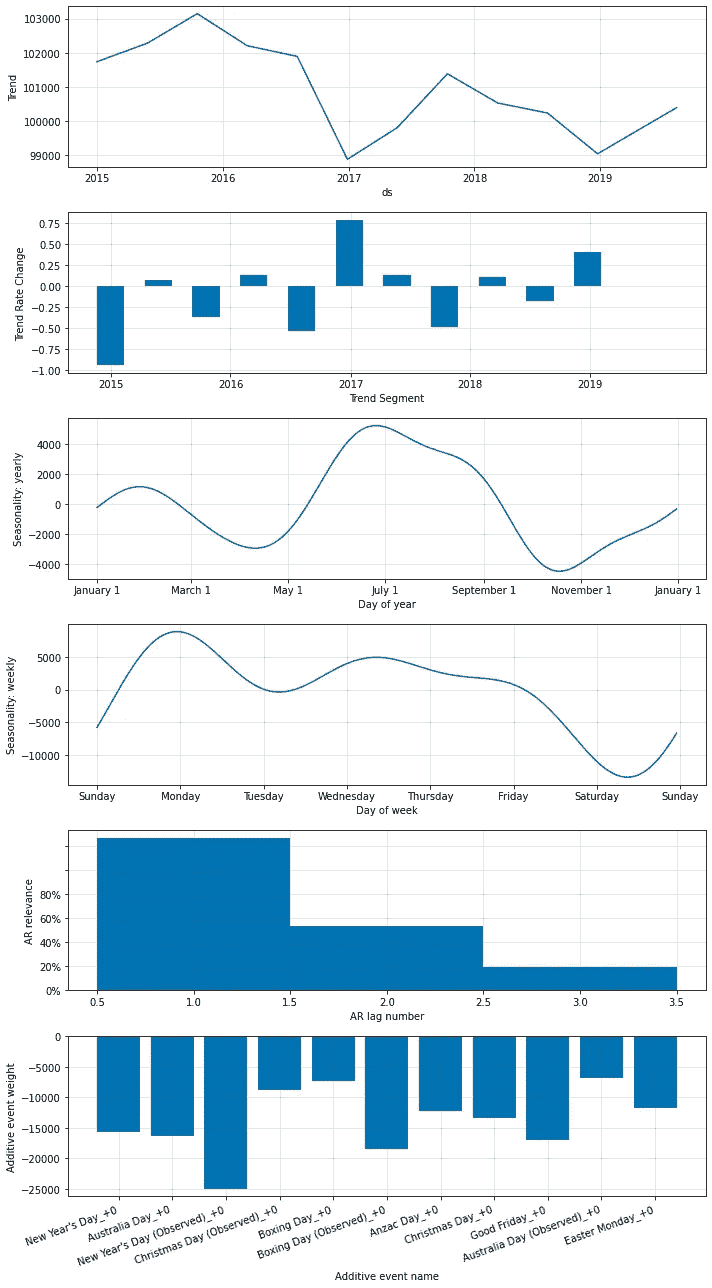 103000
102000
101000
100000
99000
Trend
2015 2016 2017 2018 2019
ds
0.75
0.50
0.25
0.00
−0.25
−0.50
−0.75
−1.00
Trend Rate Change
2015 2016 2017 2018 2019
Trend Segment
4000
2000
0
−2000
−4000
Seasonality: yearly
January 1 March 1 May 1 July 1 September 1 November 1 January 1
Day of year
5000
0
−5000
−10000
Seasonality: weekly
Sunday Monday Tuesday Wednesday Thursday Friday Saturday Sunday
Day of week
80%
60%
40%
20%
0%
AR relevance
0.5 1.0 1.5 2.0 2.5 3.0 3.5
AR lag number
0
−5000
−10000
−15000
−20000
−25000
Additive event weight
New Year's Day_+0
Australia Day_+0
New Year's Day (Observed)_+0
Christmas Day (Observed)_+0
Boxing Day_+0
Boxing Day (Observed)_+0
Anzac Day_+0
Christmas Day_+0
Good Friday_+0
Australia Day (Observed)_+0
Easter Monday_+0
Additive event name